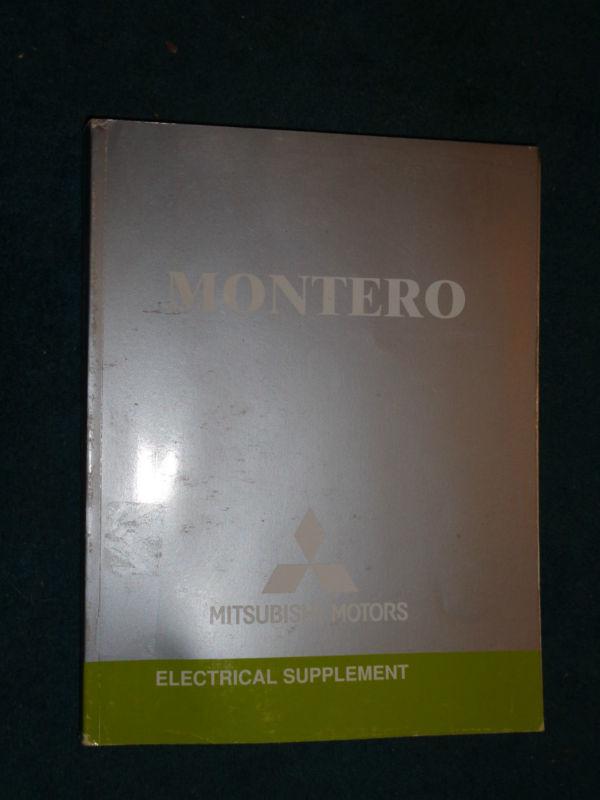 MONTERO
MITSUBISHI MOTORS
ELECTRICAL SUPPLEMENT